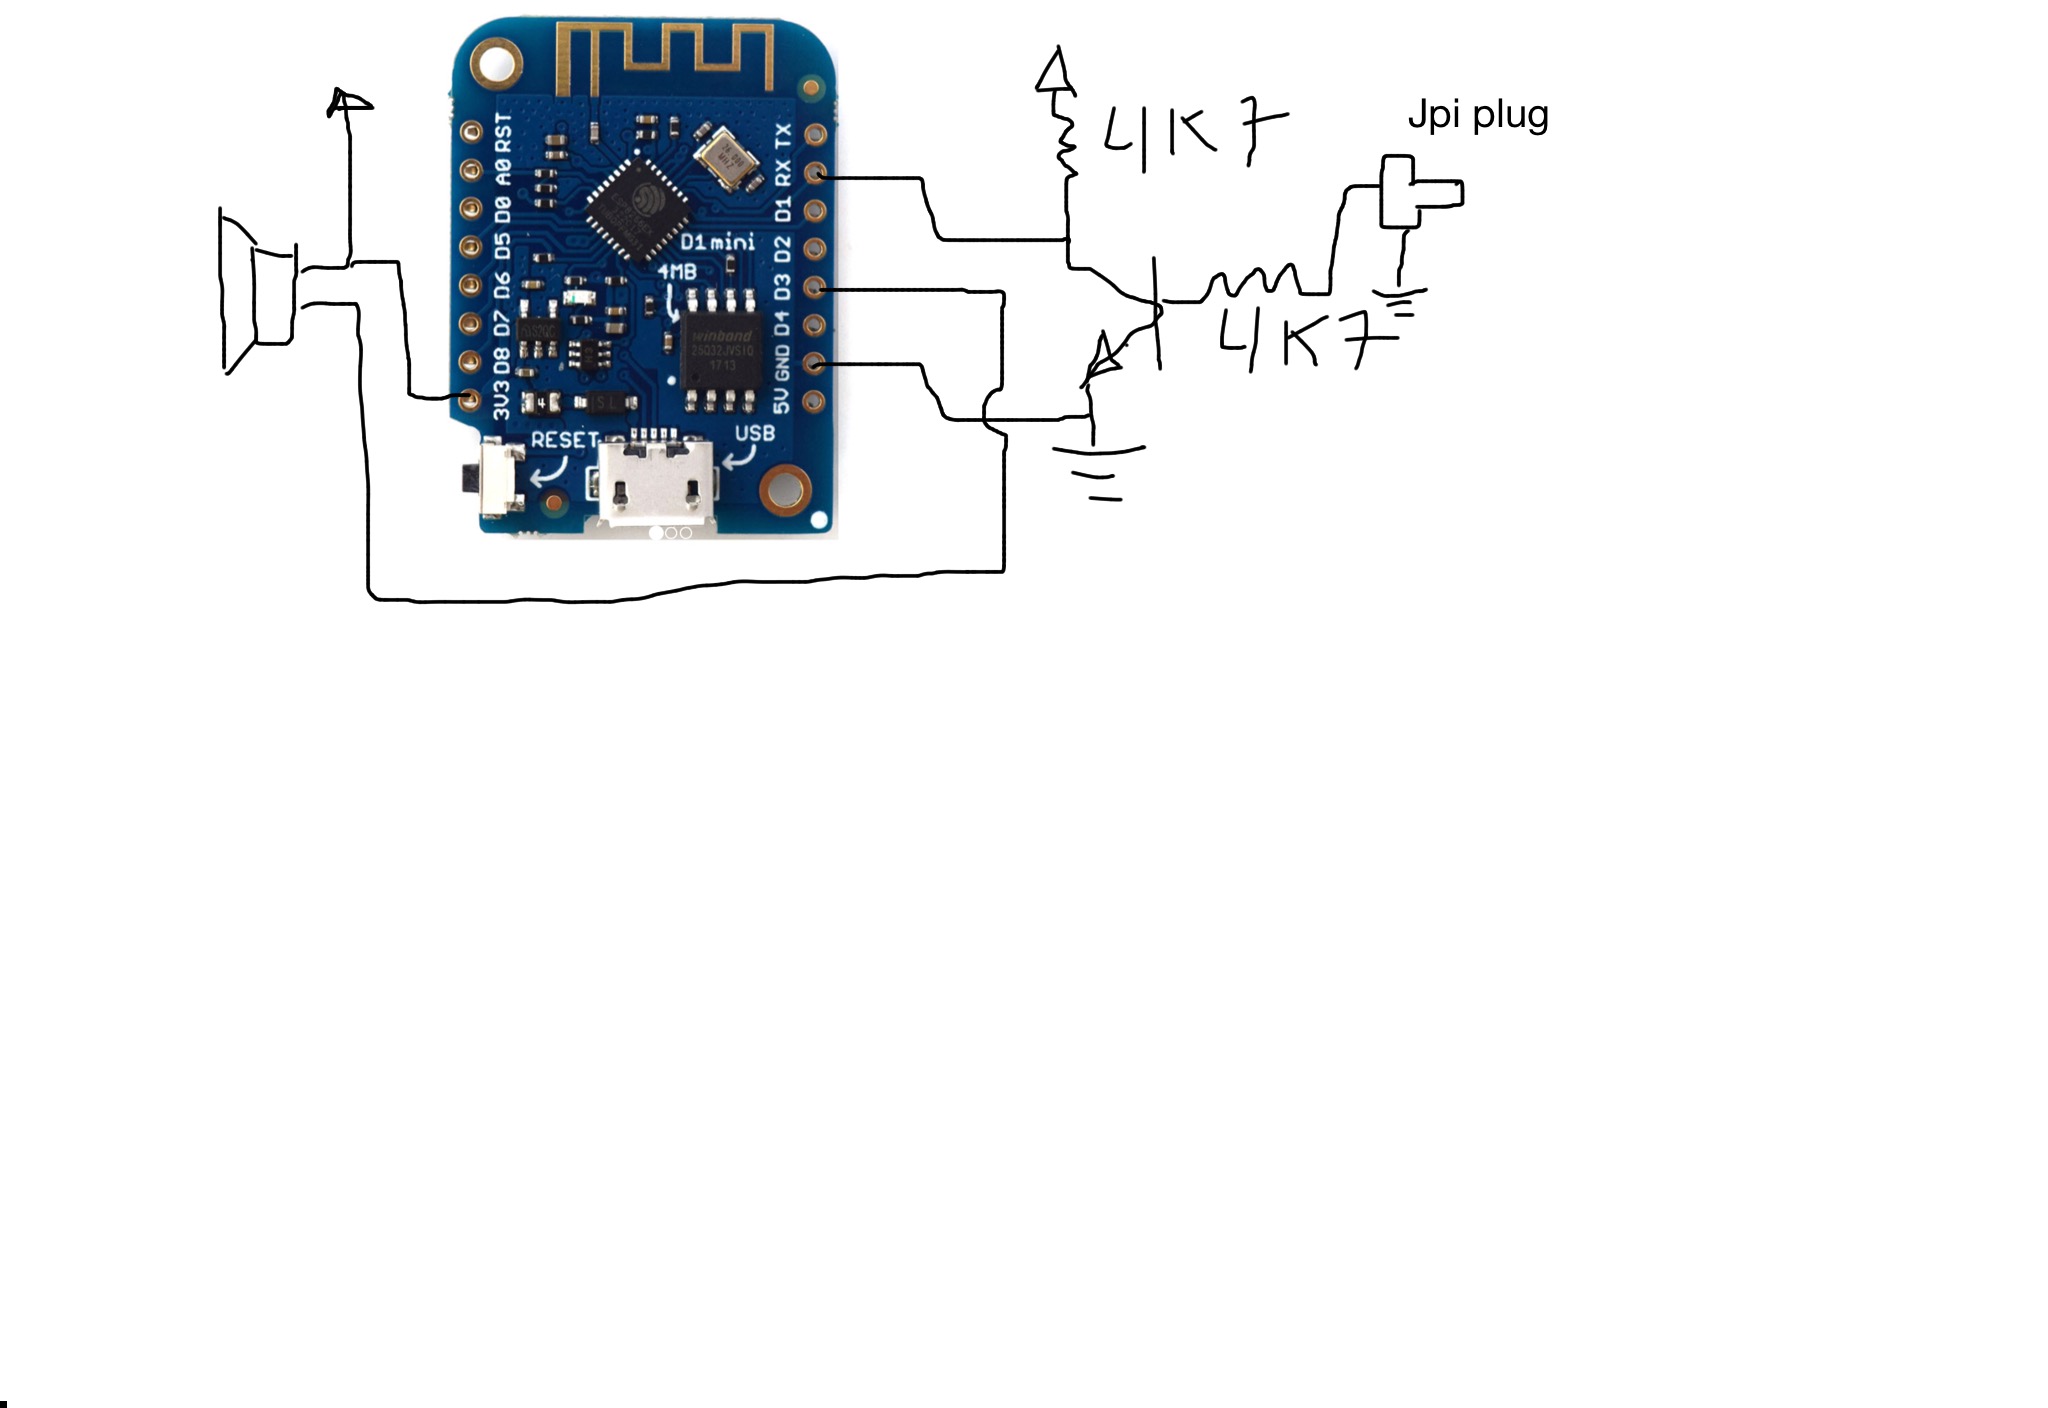 4K7
Jpi plug
4K7
RST
A0
D0
D5
D6
D7
D8
3V3
TX
RX
D1
D2
D3
D4
GND
5V
D1 mini
4MB
winbond
25Q32JVSIQ
1713
4
RESET
USB